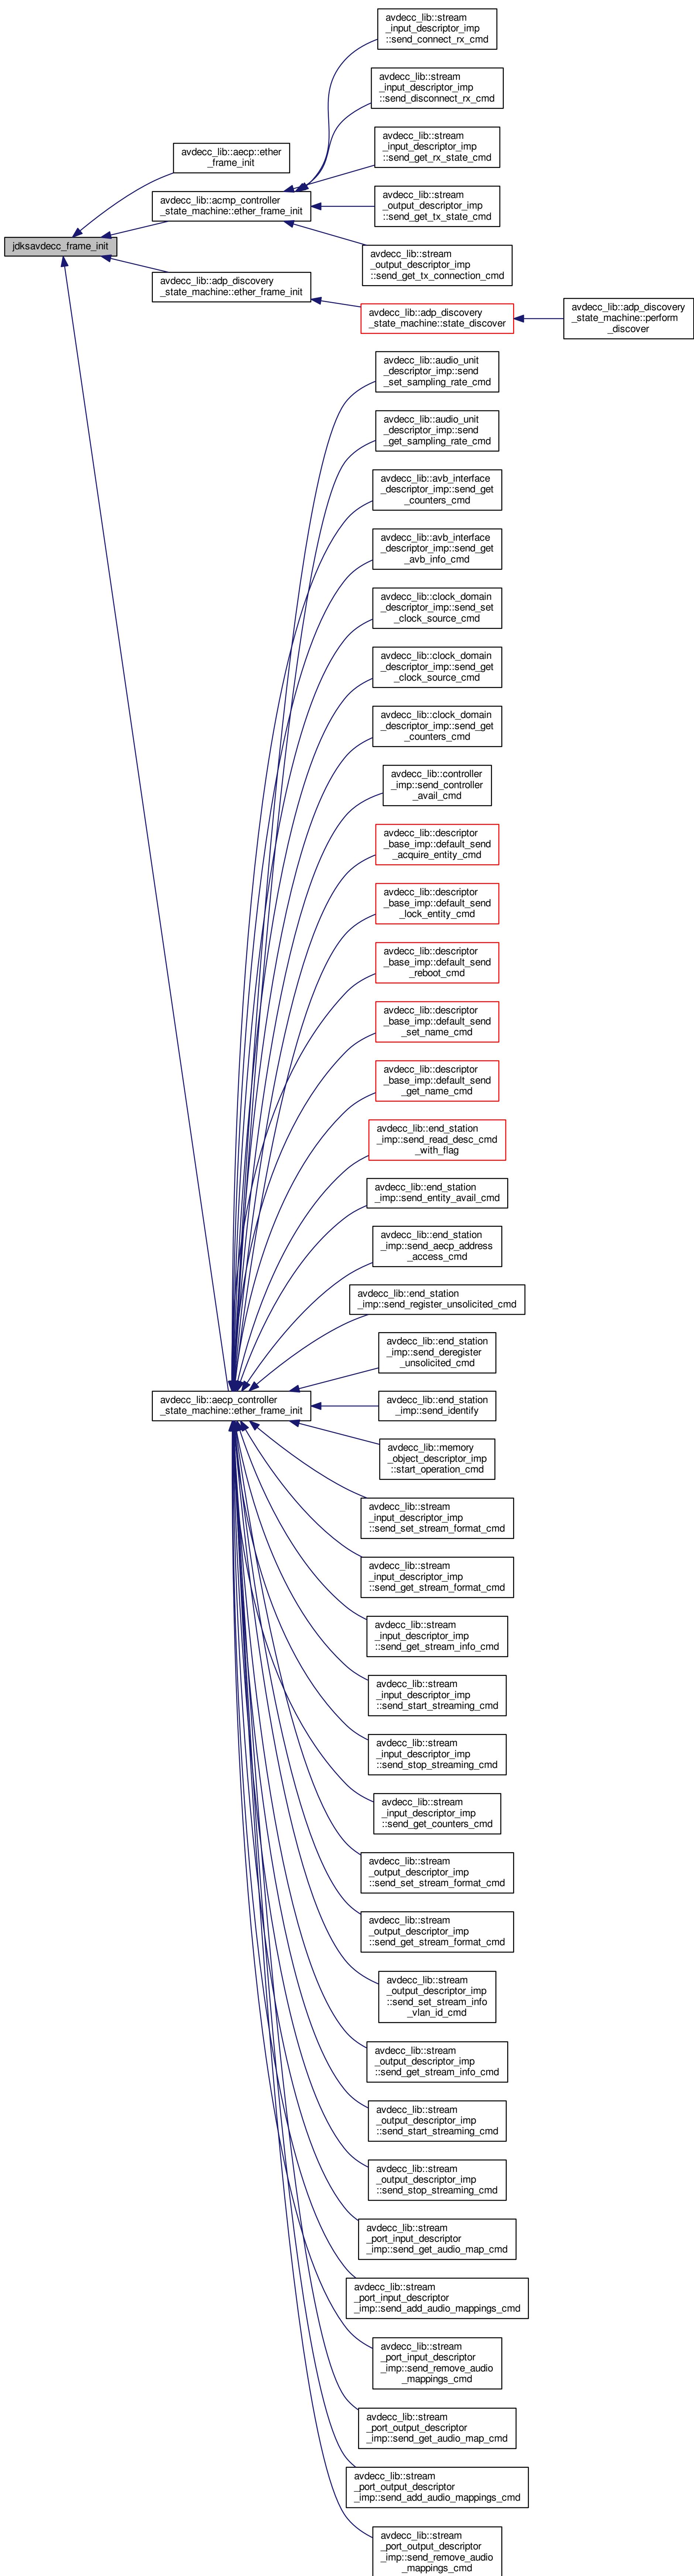 avdecc_lib::stream
_input_descriptor_imp
::send_connect_rx_cmd
avdecc_lib::stream
_input_descriptor_imp
::send_disconnect_rx_cmd
avdecc_lib::stream
_input_descriptor_imp
::send_get_rx_state_cmd
avdecc_lib::aecp::ether
_frame_init
avdecc_lib::acmp_controller
_state_machine::ether_frame_init
avdecc_lib::stream
_output_descriptor_imp
::send_get_tx_state_cmd
jdksavdecc_frame_init
avdecc_lib::stream
_output_descriptor_imp
::send_get_tx_connection_cmd
avdecc_lib::adp_discovery
_state_machine::ether_frame_init
avdecc_lib::adp_discovery
_state_machine::state_discover
avdecc_lib::adp_discovery
_state_machine::perform
_discover
avdecc_lib::audio_unit
_descriptor_imp::send
_set_sampling_rate_cmd
avdecc_lib::audio_unit
_descriptor_imp::send
_get_sampling_rate_cmd
avdecc_lib::avb_interface
_descriptor_imp::send_get
_counters_cmd
avdecc_lib::avb_interface
_descriptor_imp::send_get
_avb_info_cmd
avdecc_lib::clock_domain
_descriptor_imp::send_set
_clock_source_cmd
avdecc_lib::clock_domain
_descriptor_imp::send_get
_clock_source_cmd
avdecc_lib::clock_domain
_descriptor_imp::send_get
_counters_cmd
avdecc_lib::controller
_imp::send_controller
_avail_cmd
avdecc_lib::descriptor
_base_imp::default_send
_acquire_entity_cmd
avdecc_lib::descriptor
_base_imp::default_send
_lock_entity_cmd
avdecc_lib::descriptor
_base_imp::default_send
_reboot_cmd
avdecc_lib::descriptor
_base_imp::default_send
_set_name_cmd
avdecc_lib::descriptor
_base_imp::default_send
_get_name_cmd
avdecc_lib::end_station
_imp::send_read_desc_cmd
_with_flag
avdecc_lib::end_station
_imp::send_entity_avail_cmd
avdecc_lib::end_station
_imp::send_aecp_address
_access_cmd
avdecc_lib::end_station
_imp::send_register_unsolicited_cmd
avdecc_lib::end_station
_imp::send_deregister
_unsolicited_cmd
avdecc_lib::aecp_controller
_state_machine::ether_frame_init
avdecc_lib::end_station
_imp::send_identify
avdecc_lib::memory
_object_descriptor_imp
::start_operation_cmd
avdecc_lib::stream
_input_descriptor_imp
::send_set_stream_format_cmd
avdecc_lib::stream
_input_descriptor_imp
::send_get_stream_format_cmd
avdecc_lib::stream
_input_descriptor_imp
::send_get_stream_info_cmd
avdecc_lib::stream
_input_descriptor_imp
::send_start_streaming_cmd
avdecc_lib::stream
_input_descriptor_imp
::send_stop_streaming_cmd
avdecc_lib::stream
_input_descriptor_imp
::send_get_counters_cmd
avdecc_lib::stream
_output_descriptor_imp
::send_set_stream_format_cmd
avdecc_lib::stream
_output_descriptor_imp
::send_get_stream_format_cmd
avdecc_lib::stream
_output_descriptor_imp
::send_set_stream_info
_vlan_id_cmd
avdecc_lib::stream
_output_descriptor_imp
::send_get_stream_info_cmd
avdecc_lib::stream
_output_descriptor_imp
::send_start_streaming_cmd
avdecc_lib::stream
_output_descriptor_imp
::send_stop_streaming_cmd
avdecc_lib::stream
_port_input_descriptor
_imp::send_get_audio_map_cmd
avdecc_lib::stream
_port_input_descriptor
_imp::send_add_audio_mappings_cmd
avdecc_lib::stream
_port_input_descriptor
_imp::send_remove_audio
_mappings_cmd
avdecc_lib::stream
_port_output_descriptor
_imp::send_get_audio_map_cmd
avdecc_lib::stream
_port_output_descriptor
_imp::send_add_audio_mappings_cmd
avdecc_lib::stream
_port_output_descriptor
_imp::send_remove_audio
_mappings_cmd